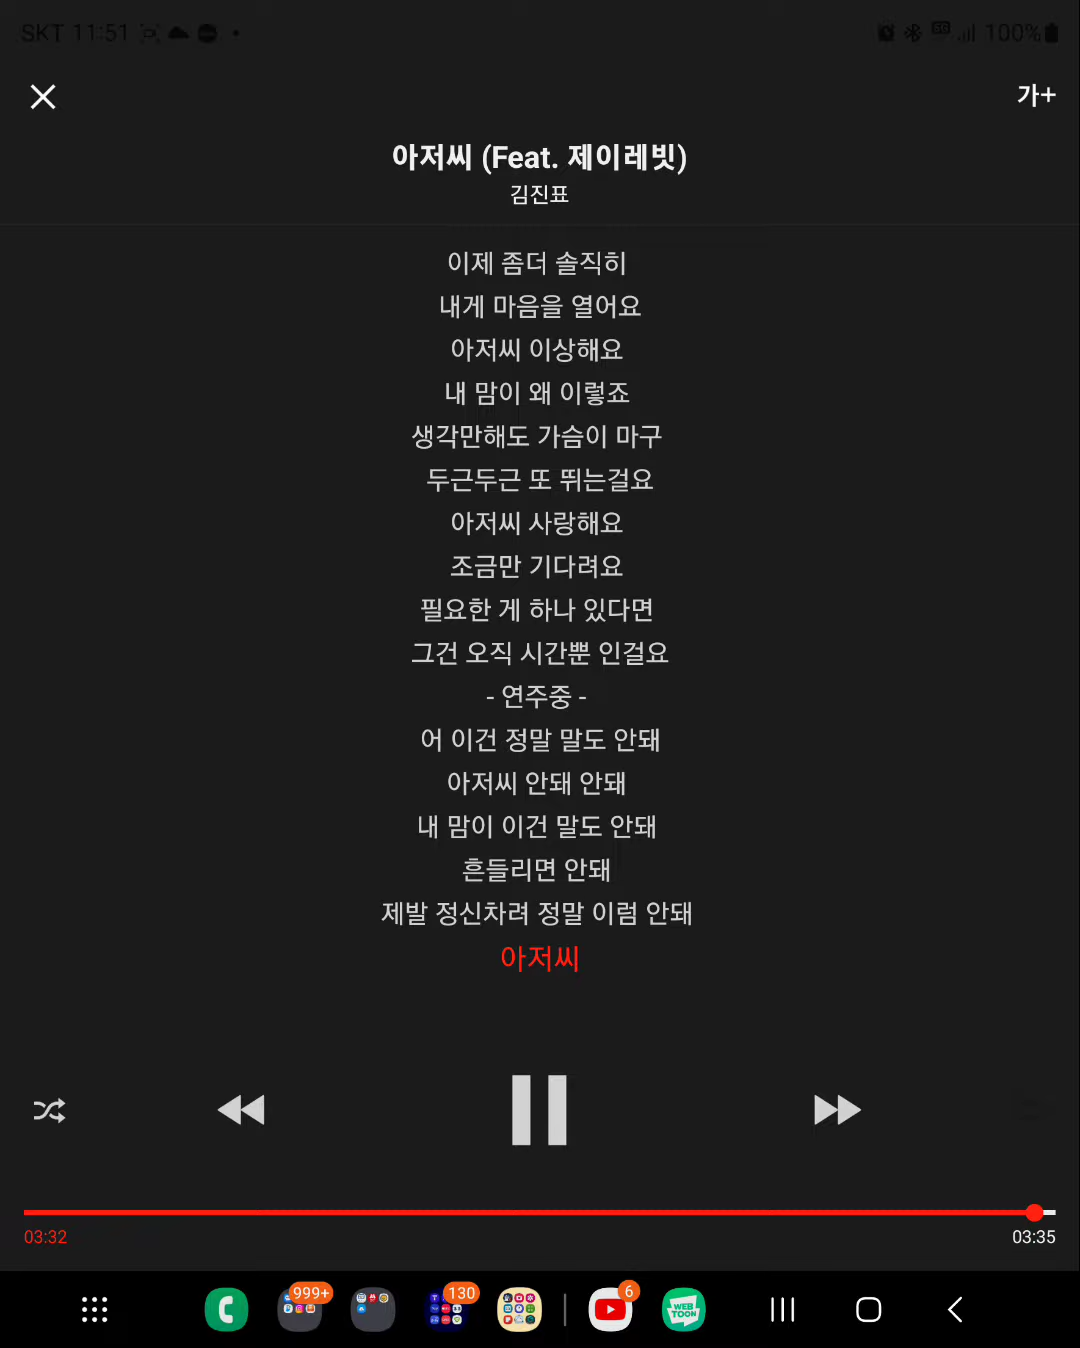 SKT 11:51
100%
가+
아저씨 (Feat. 제이레빗)
김진표
이제 좀더 솔직히
내게 마음을 열어요
아저씨 이상해요
내 맘이 왜 이렇죠
생각만해도 가슴이 마구
두근두근 또 뛰는걸요
아저씨 사랑해요
조금만 기다려요
필요한 게 하나 있다면
그건 오직 시간뿐 인걸요
- 연주중 -
어 이건 정말 말도 안돼
아저씨 안돼 안돼
내 맘이 이건 말도 안돼
흔들리면 안돼
제발 정신차려 정말 이럼 안돼
아저씨
03:32
03:35
999+
130
6
WEB
TOON